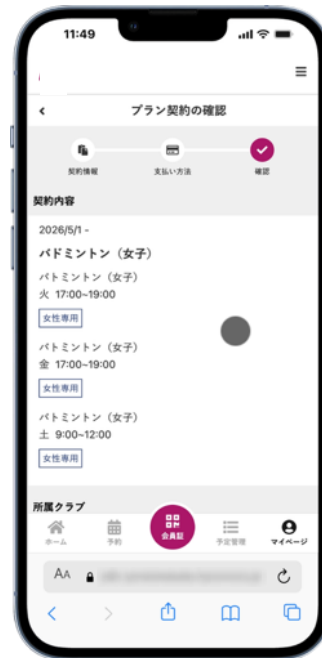 11:49
プラン契約の確認
契約情報
支払い方法
確認
契約内容
2026/5/1 -
バドミントン（女子）
バトミントン（女子）
火 17:00~19:00
女性専用
バトミントン（女子）
金 17:00~19:00
女性専用
バトミントン（女子）
土 9:00~12:00
女性専用
所属クラブ
ホーム
予約
会員証
予定管理
マイページ
AA